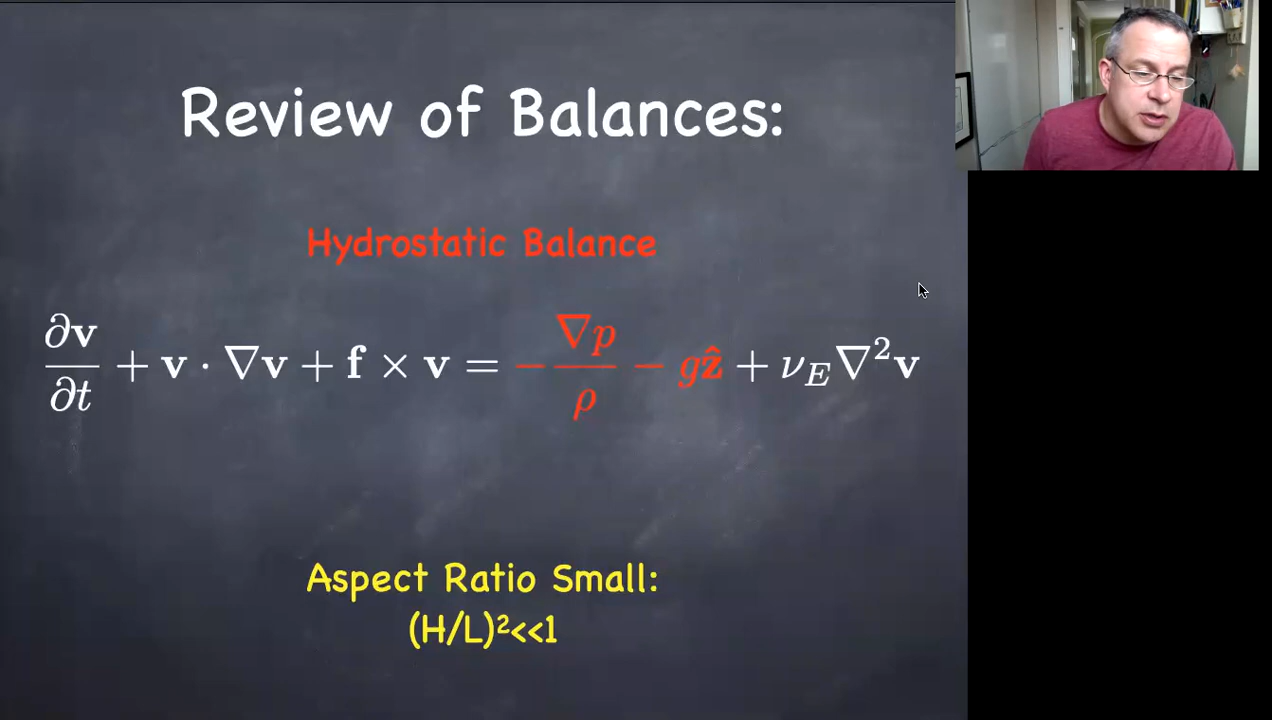 Review of Balances:
Hydrostatic Balance
∂v/∂t + v · ∇v + f × v = −∇p/ρ − gẑ + ν_E∇²v
Aspect Ratio Small:
(H/L)²<<1